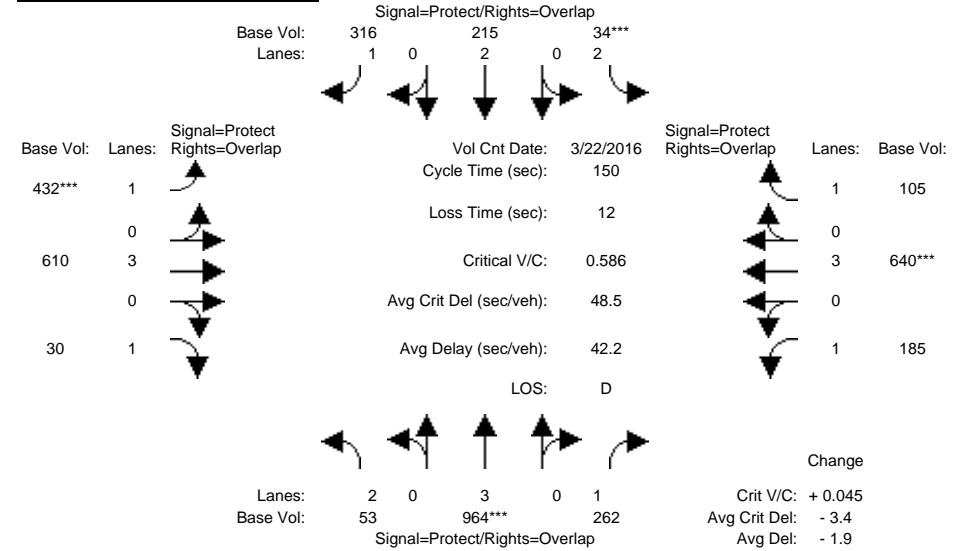 Signal=Protect/Rights=Overlap
Base Vol: 316 215 34***
Lanes: 1 0 2 0 2
Signal=Protect Signal=Protect
Base Vol: Lanes: Rights=Overlap Vol Cnt Date: 3/22/2016 Rights=Overlap Lanes: Base Vol:
Cycle Time (sec): 150
432*** 1 1 105
Loss Time (sec): 12
0 0
610 3 Critical V/C: 0.586 3 640***
0 Avg Crit Del (sec/veh): 48.5 0
30 1 Avg Delay (sec/veh): 42.2 1 185
LOS: D
Change
Lanes: 2 0 3 0 1 Crit V/C: + 0.045
Base Vol: 53 964*** 262 Avg Crit Del: - 3.4
Signal=Protect/Rights=Overlap Avg Del: - 1.9